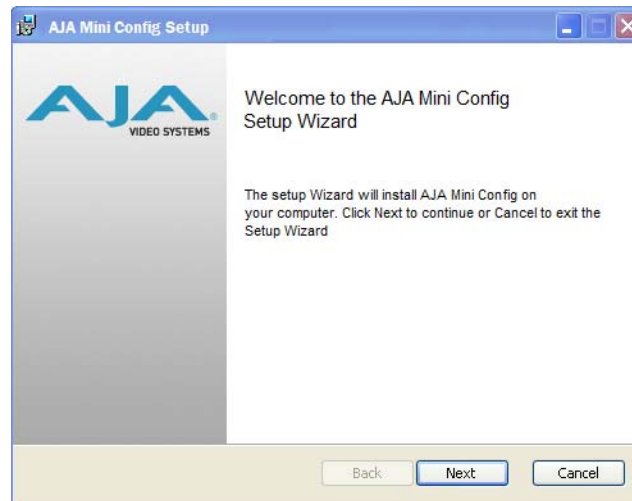 AJA Mini Config Setup
AJA®
VIDEO SYSTEMS
Welcome to the AJA Mini Config
Setup Wizard
The setup Wizard will install AJA Mini Config on
your computer. Click Next to continue or Cancel to exit the
Setup Wizard
Back
Next
Cancel